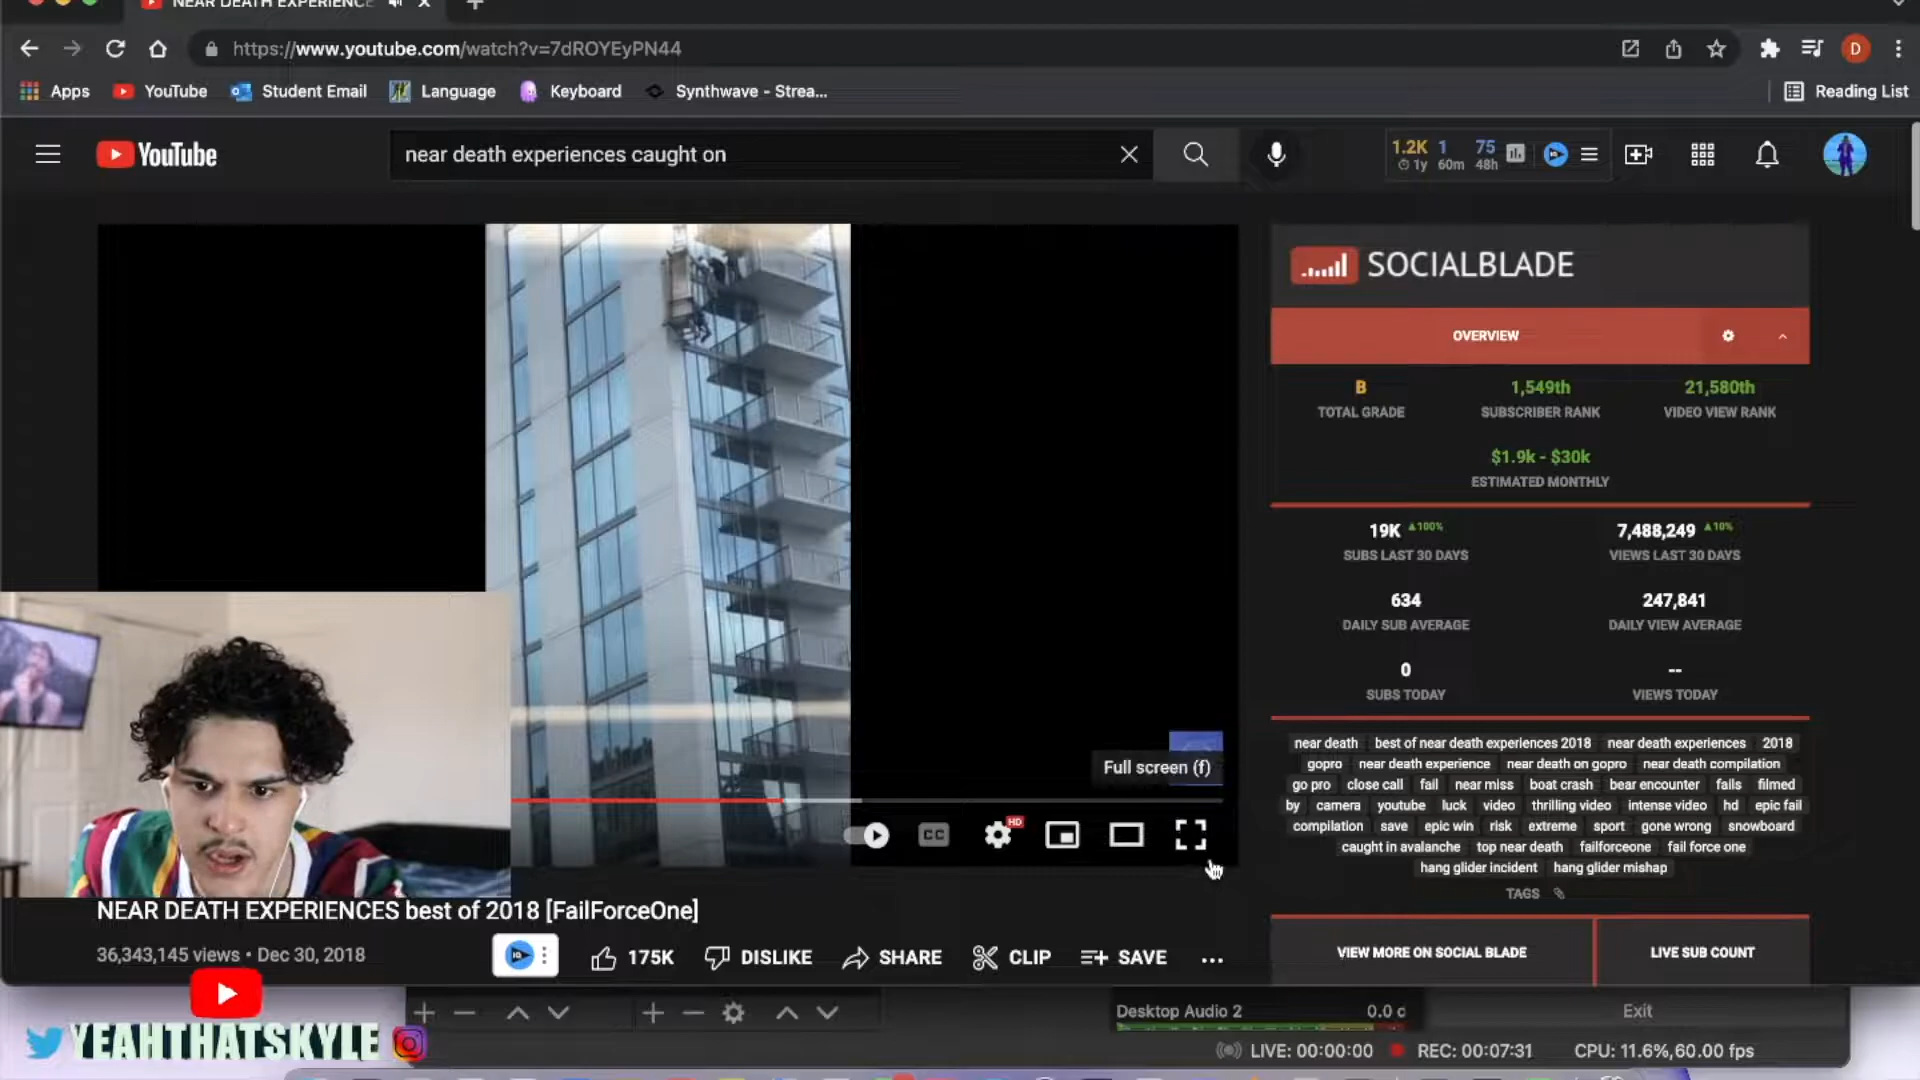 NEAR DEATH EXPERIENCE
https://www.youtube.com/watch?v=7dROYEyPN44
D
Apps YouTube Student Email Language Keyboard Synthwave - Strea... Reading List
YouTube
near death experiences caught on
1.2K 1 75
1y 60m 48h
SOCIALBLADE
OVERVIEW
B 1,549th 21,580th
TOTAL GRADE SUBSCRIBER RANK VIDEO VIEW RANK
$1.9k - $30k
ESTIMATED MONTHLY
19K ▲100% 7,488,249 ▲10%
SUBS LAST 30 DAYS VIEWS LAST 30 DAYS
634 247,841
DAILY SUB AVERAGE DAILY VIEW AVERAGE
0 --
SUBS TODAY VIEWS TODAY
near death best of near death experiences 2018 near death experiences 2018
gopro near death experience near death on gopro near death compilation
go pro close call fail near miss boat crash bear encounter fails filmed
by camera youtube luck video thrilling video intense video hd epic fail
compilation save epic win risk extreme sport gone wrong snowboard
caught in avalanche top near death failforceone fail force one
hang glider incident hang glider mishap
TAGS
VIEW MORE ON SOCIAL BLADE LIVE SUB COUNT
Full screen (f)
CC HD
NEAR DEATH EXPERIENCES best of 2018 [FailForceOne]
36,343,145 views • Dec 30, 2018
IQ 175K DISLIKE SHARE CLIP SAVE ...
Desktop Audio 2 0.0 d Exit
YEAHTHATSKYLE
LIVE: 00:00:00 REC: 00:07:31 CPU: 11.6%,60.00 fps